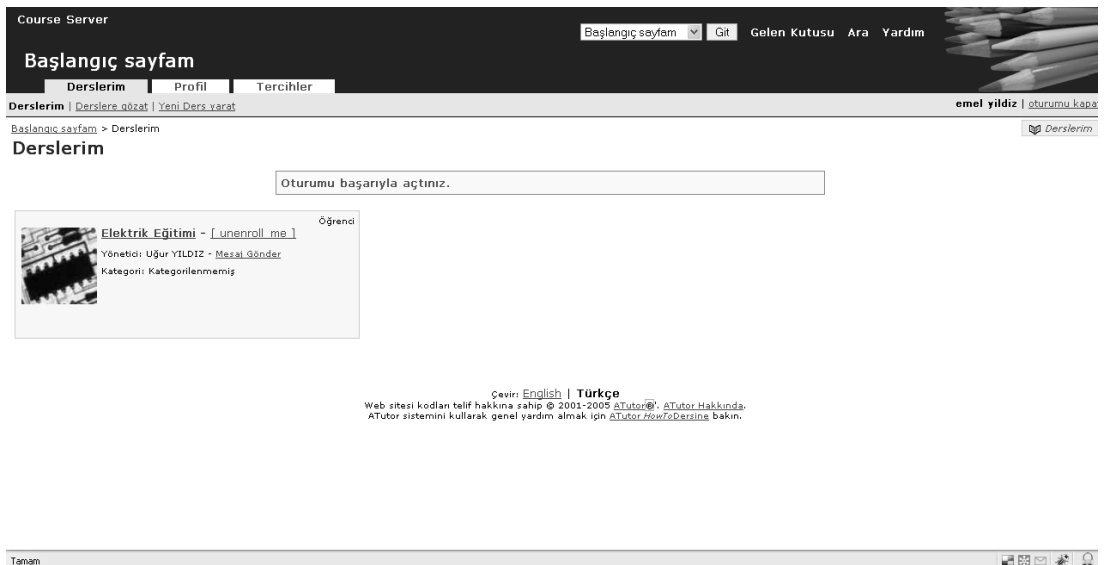 Course Server
Başlangıç sayfam Git Gelen Kutusu Ara Yardım
Başlangıç sayfam
Derslerim Profil Tercihler
Derslerim | Derslere gözat | Yeni Ders yarat emel yildiz | oturumu kapat
Başlangıç sayfam > Derslerim Derslerim
Derslerim
Oturumu başarıyla açtınız.
Öğrenci
Elektrik Eğitimi - [ unenroll_me ]
Yönetici: Uğur YILDIZ - Mesaj Gönder
Kategori: Kategorilenmemiş
Çevir: English | Türkçe
Web sitesi kodları telif hakkına sahip © 2001-2005 ATutor®'. ATutor Hakkında.
ATutor sistemini kullarak genel yardım almak için ATutor HowToDersine bakın.
Tamam